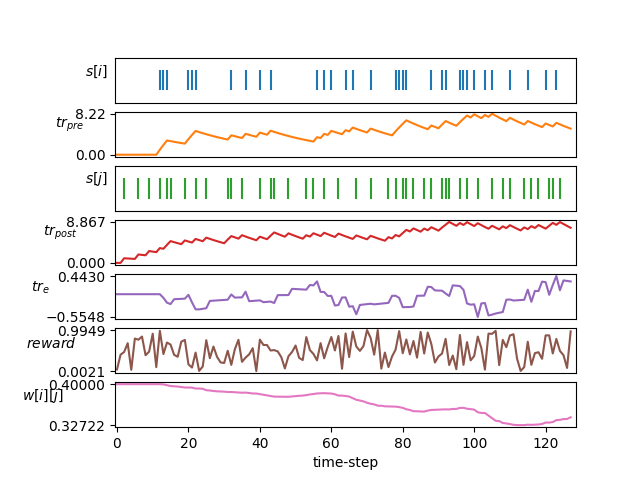 s[i]
8.22
tr_pre
0.00
s[j]
8.867
tr_post
0.000
0.4430
tr_e
−0.5548
0.9949
reward
0.0021
0.40000
w[i][j]
0.32722
0 20 40 60 80 100 120
time-step